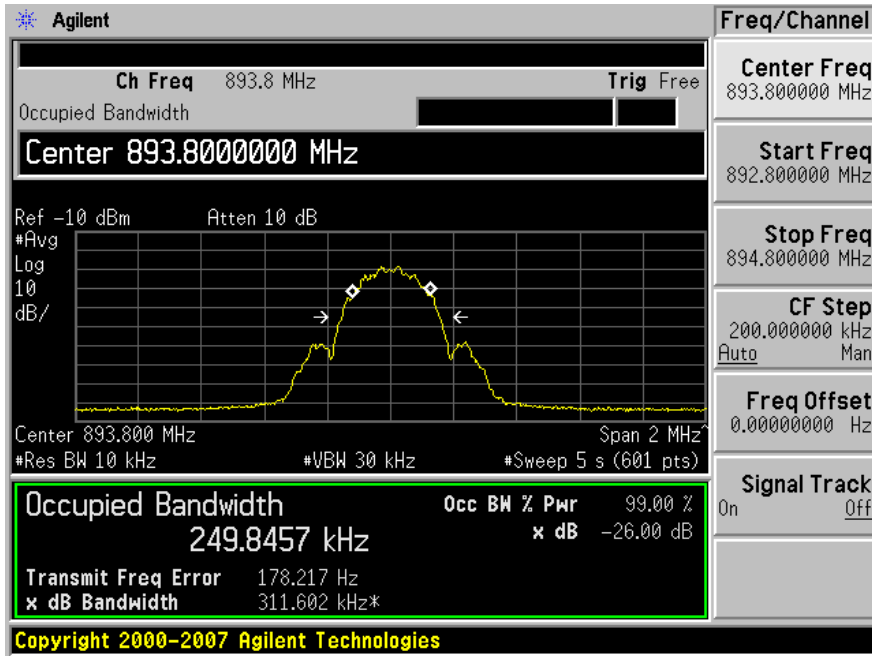 Agilent
Freq/Channel
Ch Freq 893.8 MHz Trig Free
Occupied Bandwidth
Center 893.8000000 MHz
Ref -10 dBm Atten 10 dB
#Avg
Log
10
dB/
Center 893.800 MHz Span 2 MHz^
#Res BW 10 kHz #VBW 30 kHz #Sweep 5 s (601 pts)
Occupied Bandwidth
249.8457 kHz
Occ BW % Pwr 99.00 %
x dB -26.00 dB
Transmit Freq Error 178.217 Hz
x dB Bandwidth 311.602 kHz*
Center Freq
893.800000 MHz
Start Freq
892.800000 MHz
Stop Freq
894.800000 MHz
CF Step
200.000000 kHz
Auto Man
Freq Offset
0.00000000 Hz
Signal Track
On Off
Copyright 2000-2007 Agilent Technologies